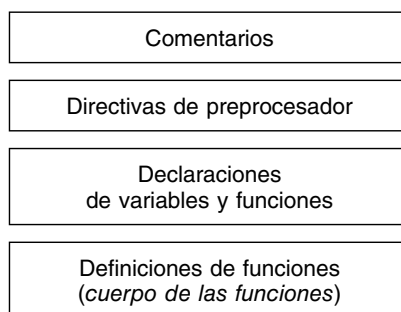 Comentarios
Directivas de preprocesador
Declaraciones
de variables y funciones
Definiciones de funciones
(cuerpo de las funciones)